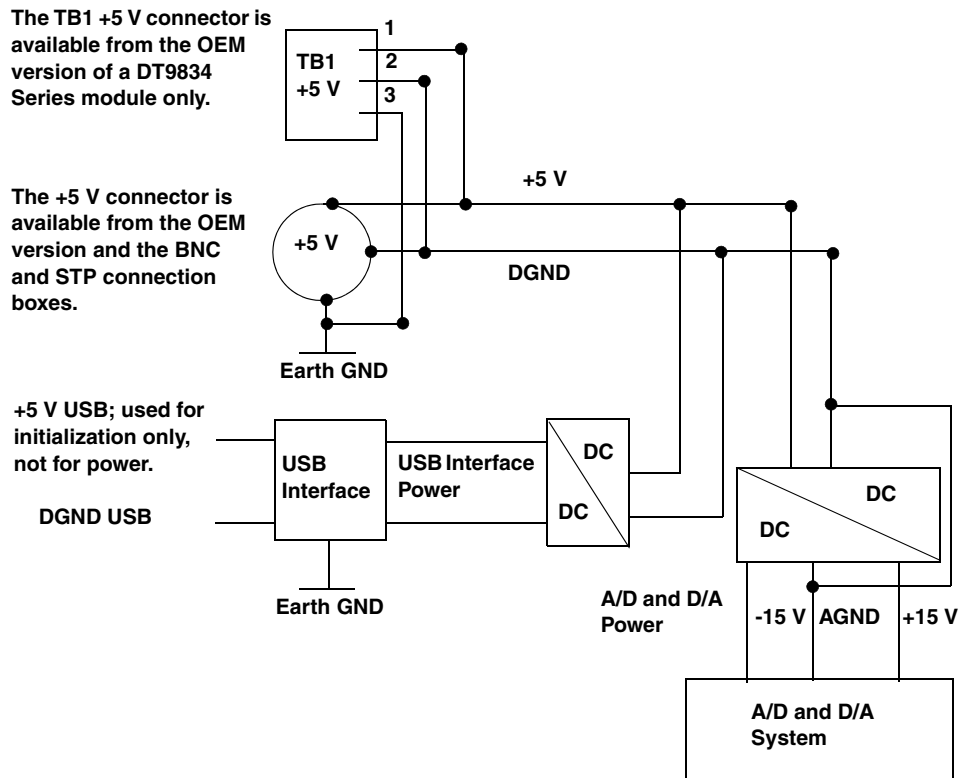 The TB1 +5 V connector is
available from the OEM
version of a DT9834
Series module only.
TB1
+5 V
1
2
3
The +5 V connector is
available from the OEM
version and the BNC
and STP connection
boxes.
+5 V
+5 V
DGND
Earth GND
+5 V USB; used for
initialization only,
not for power.
DGND USB
USB
Interface
USB Interface
Power
DC
DC
DC
DC
Earth GND
A/D and D/A
Power
-15 V
AGND
+15 V
A/D and D/A
System